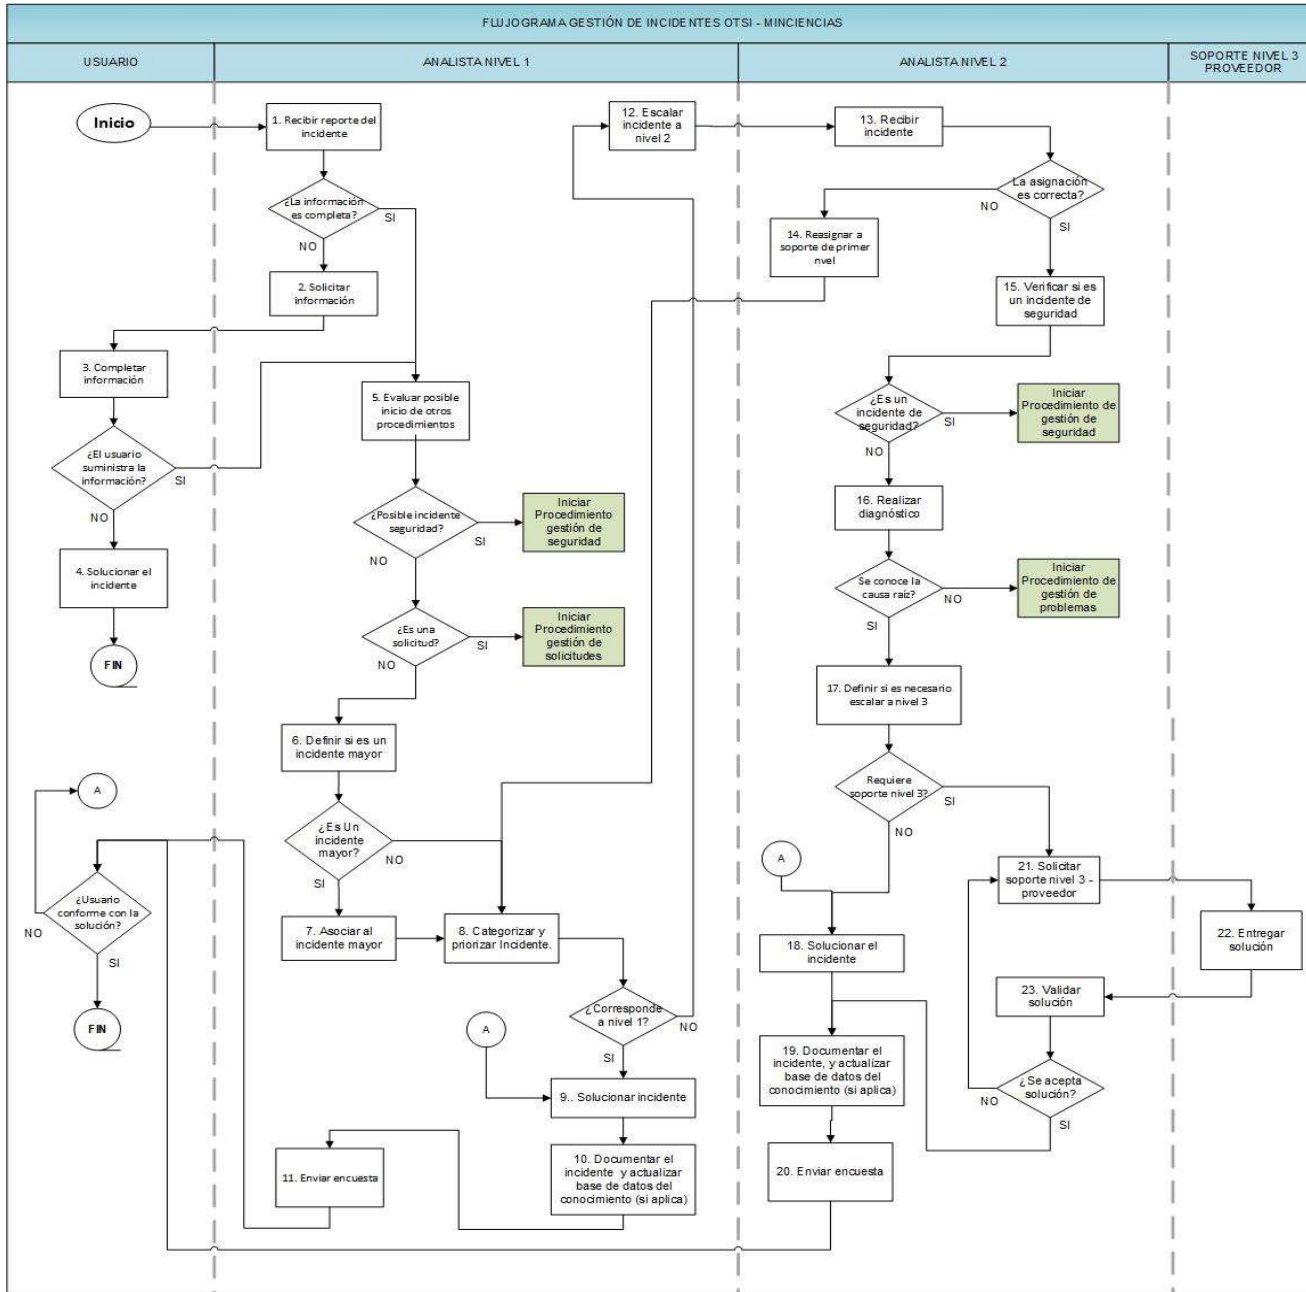 FLUJOGRAMA GESTIÓN DE INCIDENTES OTSI - MINCIENCIAS
USUARIO
ANALISTA NIVEL 1
ANALISTA NIVEL 2
SOPORTE NIVEL 3
PROVEEDOR
Inicio
1. Recibir reporte del
incidente
¿La información
es completa?
SI
NO
2. Solicitar
información
3. Completar
información
¿El usuario
suministra la
información?
SI
NO
4. Solucionar el
incidente
FIN
5. Evaluar posible
inicio de otros
procedimientos
¿Posible incidente
seguridad?
SI
NO
Iniciar
Procedimiento
gestión de
seguridad
¿Es una
solicitud?
SI
NO
Iniciar
Procedimiento
gestión de
solicitudes
6. Definir si es un
incidente mayor
¿Es Un
incidente
mayor?
NO
SI
7. Asociar al
incidente mayor
8. Categorizar y
priorizar Incidente.
¿Corresponde
a nivel 1?
NO
SI
A
9.. Solucionar incidente
10. Documentar el
incidente y actualizar
base de datos del
conocimiento (si aplica)
11. Enviar encuesta
A
¿Usuario
conforme con la
solución?
NO
SI
FIN
12. Escalar
incidente a
nivel 2
13. Recibir
incidente
La asignación
es correcta?
NO
SI
14. Reasignar a
soporte de primer
nvel
15. Verificar si es
un incidente de
seguridad
¿Es un
incidente de
seguridad?
SI
NO
Iniciar
Procedimiento de
gestión de
seguridad
16. Realizar
diagnóstico
Se conoce la
causa raíz?
NO
SI
Iniciar
Procedimiento de
gestión de
problemas
17. Definir si es necesario
escalar a nivel 3
Requiere
soporte nivel 3?
SI
NO
A
18. Solucionar el
incidente
19. Documentar el
incidente, y actualizar
base de datos del
conocimiento (si aplica)
20. Enviar encuesta
21. Solicitar
soporte nivel 3 -
proveedor
22. Entregar
solución
23. Validar
solución
¿Se acepta
solución?
NO
SI